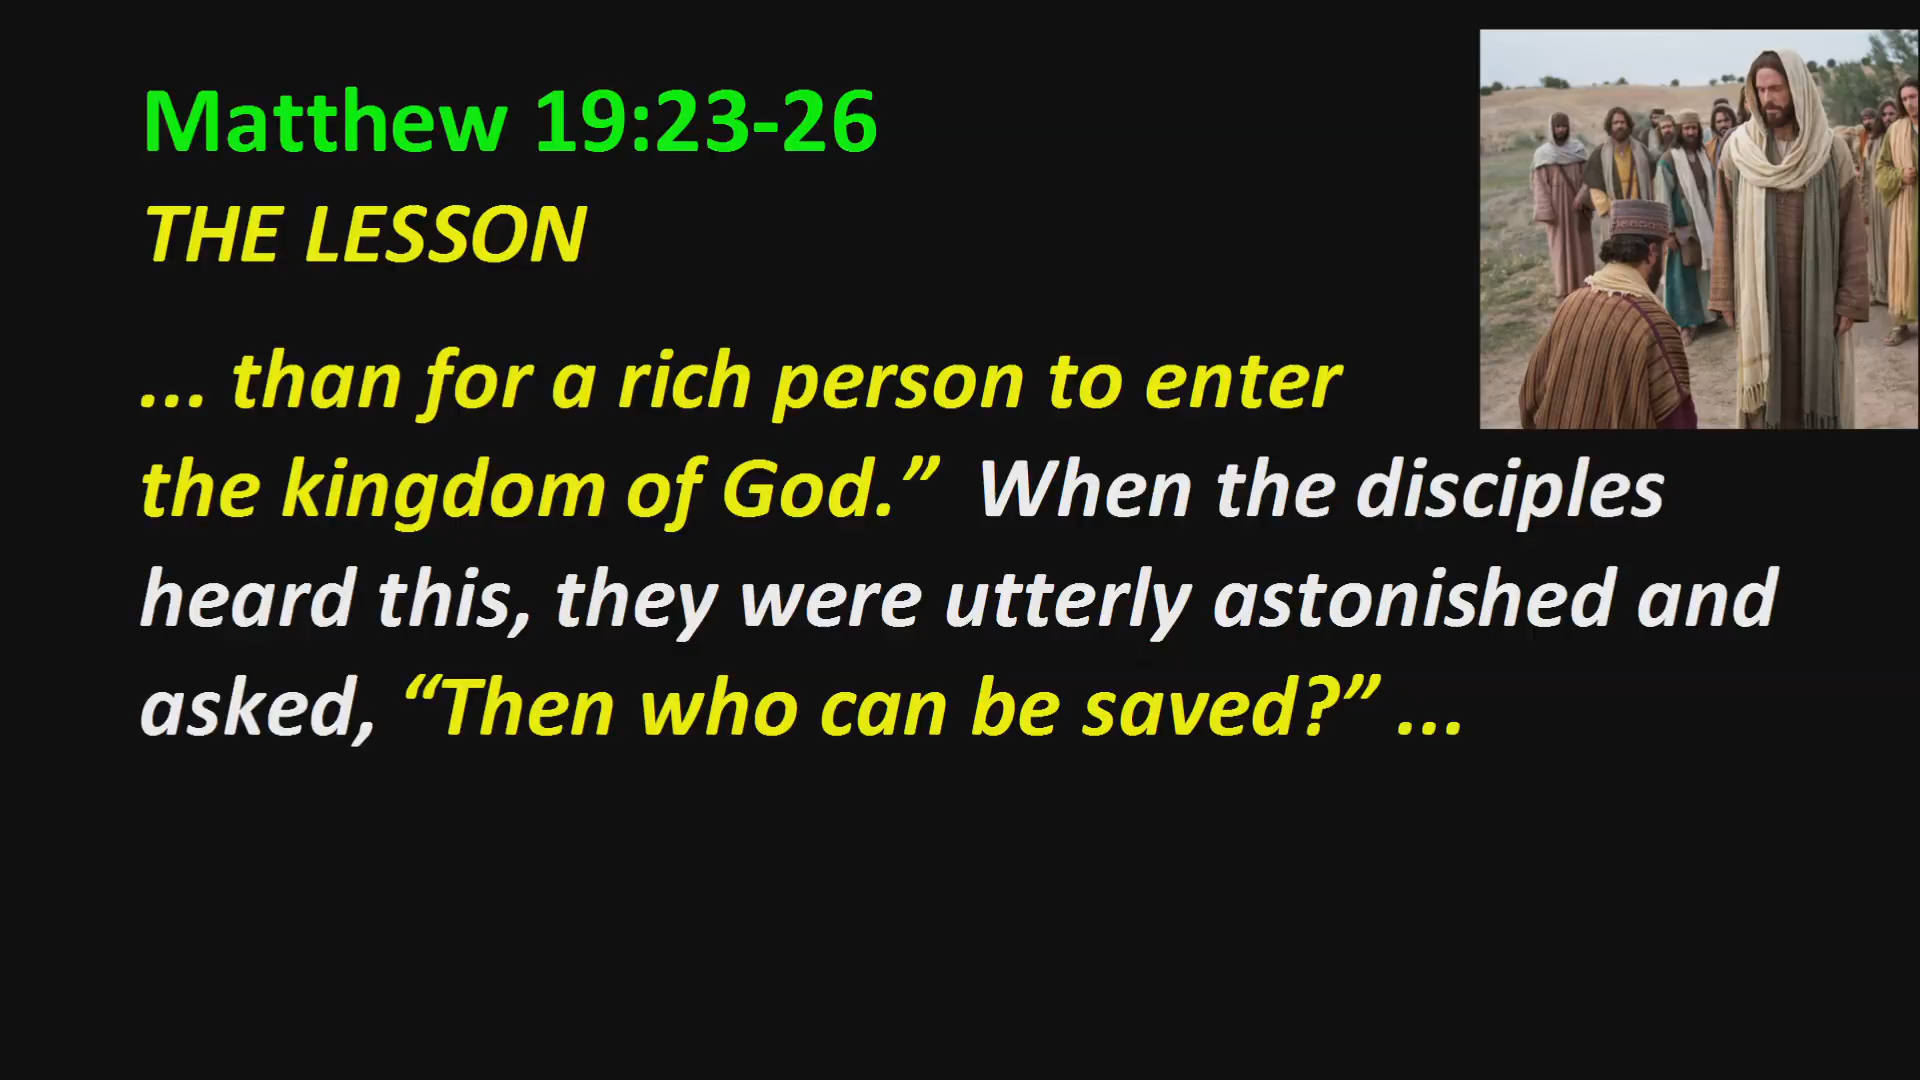 Matthew 19:23-26
THE LESSON
... than for a rich person to enter
the kingdom of God.” When the disciples
heard this, they were utterly astonished and
asked, “Then who can be saved?” ...